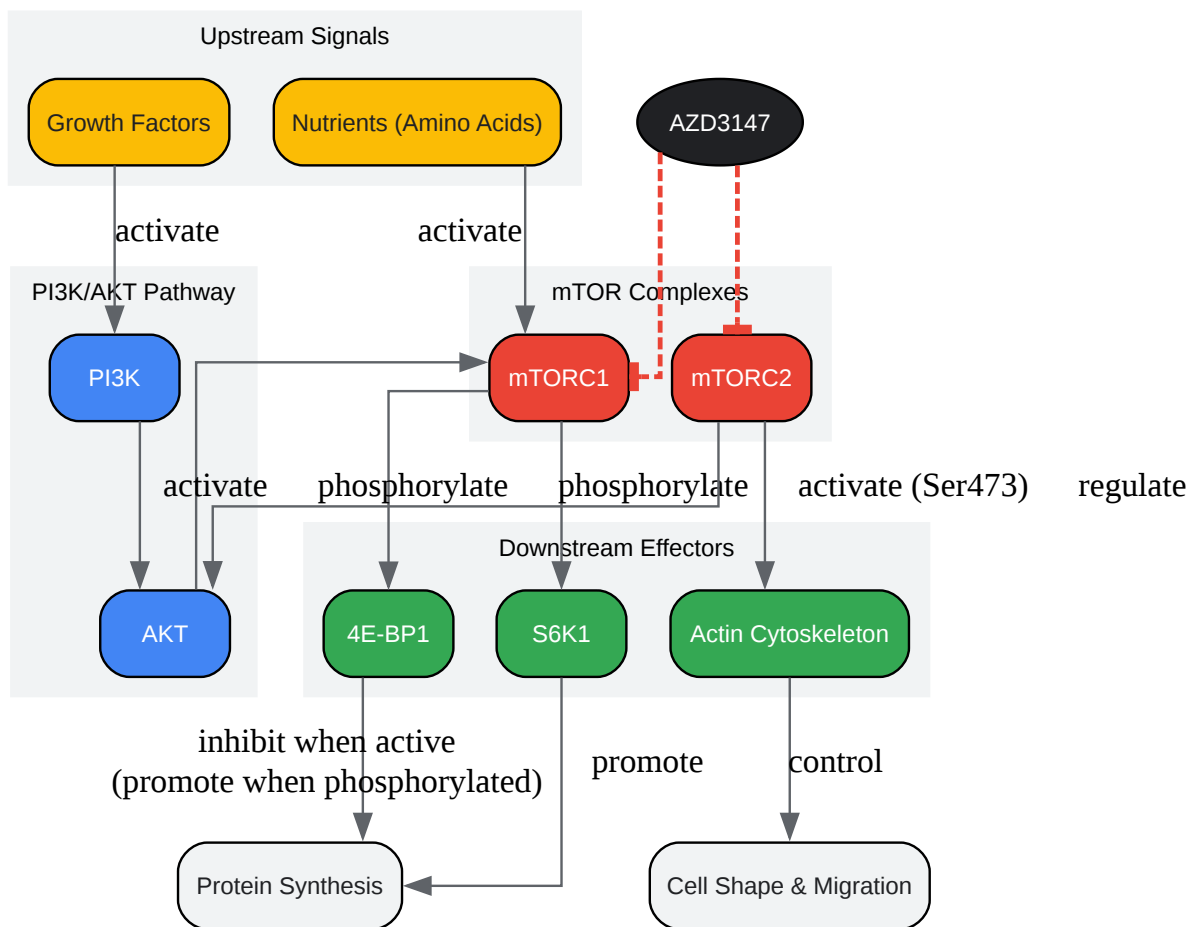 Upstream Signals
Growth Factors
Nutrients (Amino Acids)
AZD3147
activate
activate
PI3K/AKT Pathway
mTOR Complexes
PI3K
mTORC1
mTORC2
activate
phosphorylate
phosphorylate
activate (Ser473)
regulate
Downstream Effectors
AKT
4E-BP1
S6K1
Actin Cytoskeleton
inhibit when active
(promote when phosphorylated)
promote
control
Protein Synthesis
Cell Shape & Migration